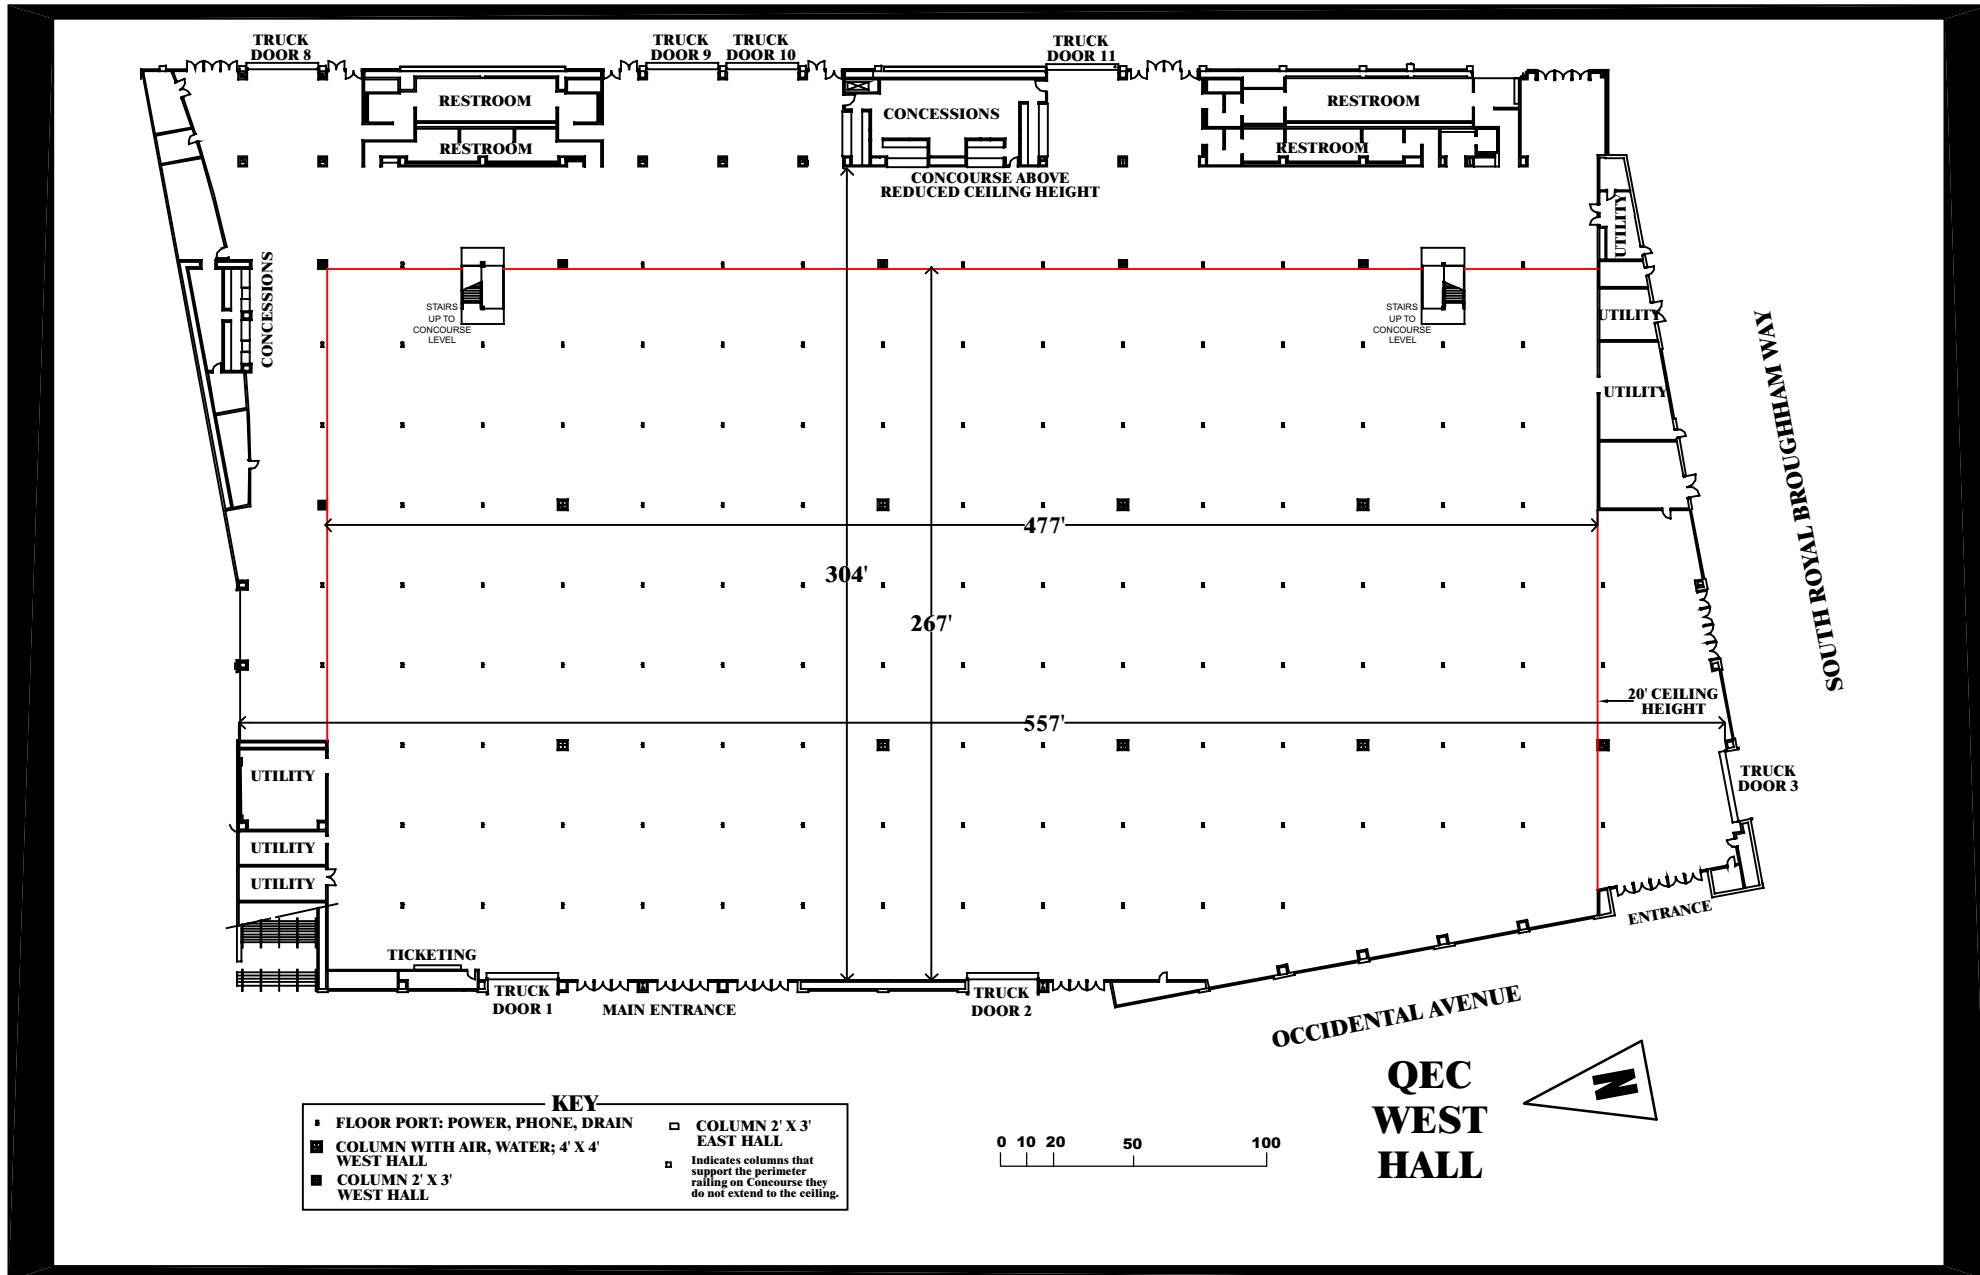 TRUCK
DOOR 8
TRUCK
DOOR 9
TRUCK
DOOR 10
TRUCK
DOOR 11
RESTROOM
RESTROOM
CONCESSIONS
RESTROOM
RESTROOM
CONCOURSE ABOVE
REDUCED CEILING HEIGHT
UTILITY
CONCESSIONS
STAIRS
UP TO
CONCOURSE
LEVEL
STAIRS
UP TO
CONCOURSE
LEVEL
UTILITY
UTILITY
SOUTH ROYAL BROUGHHAM WAY
477'
304'
267'
20' CEILING
HEIGHT
557'
UTILITY
TRUCK
DOOR 3
UTILITY
UTILITY
ENTRANCE
TICKETING
TRUCK
DOOR 1
MAIN ENTRANCE
TRUCK
DOOR 2
OCCIDENTAL AVENUE
QEC
WEST
HALL
N
KEY
FLOOR PORT: POWER, PHONE, DRAIN
COLUMN WITH AIR, WATER; 4' X 4'
WEST HALL
COLUMN 2' X 3'
WEST HALL
COLUMN 2' X 3'
EAST HALL
Indicates columns that
support the perimeter
railing on Concourse they
do not extend to the ceiling.
0 10 20 50 100